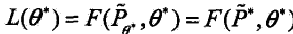 L(θ*) = F(P̃_θ*, θ*) = F(P̃*, θ*)